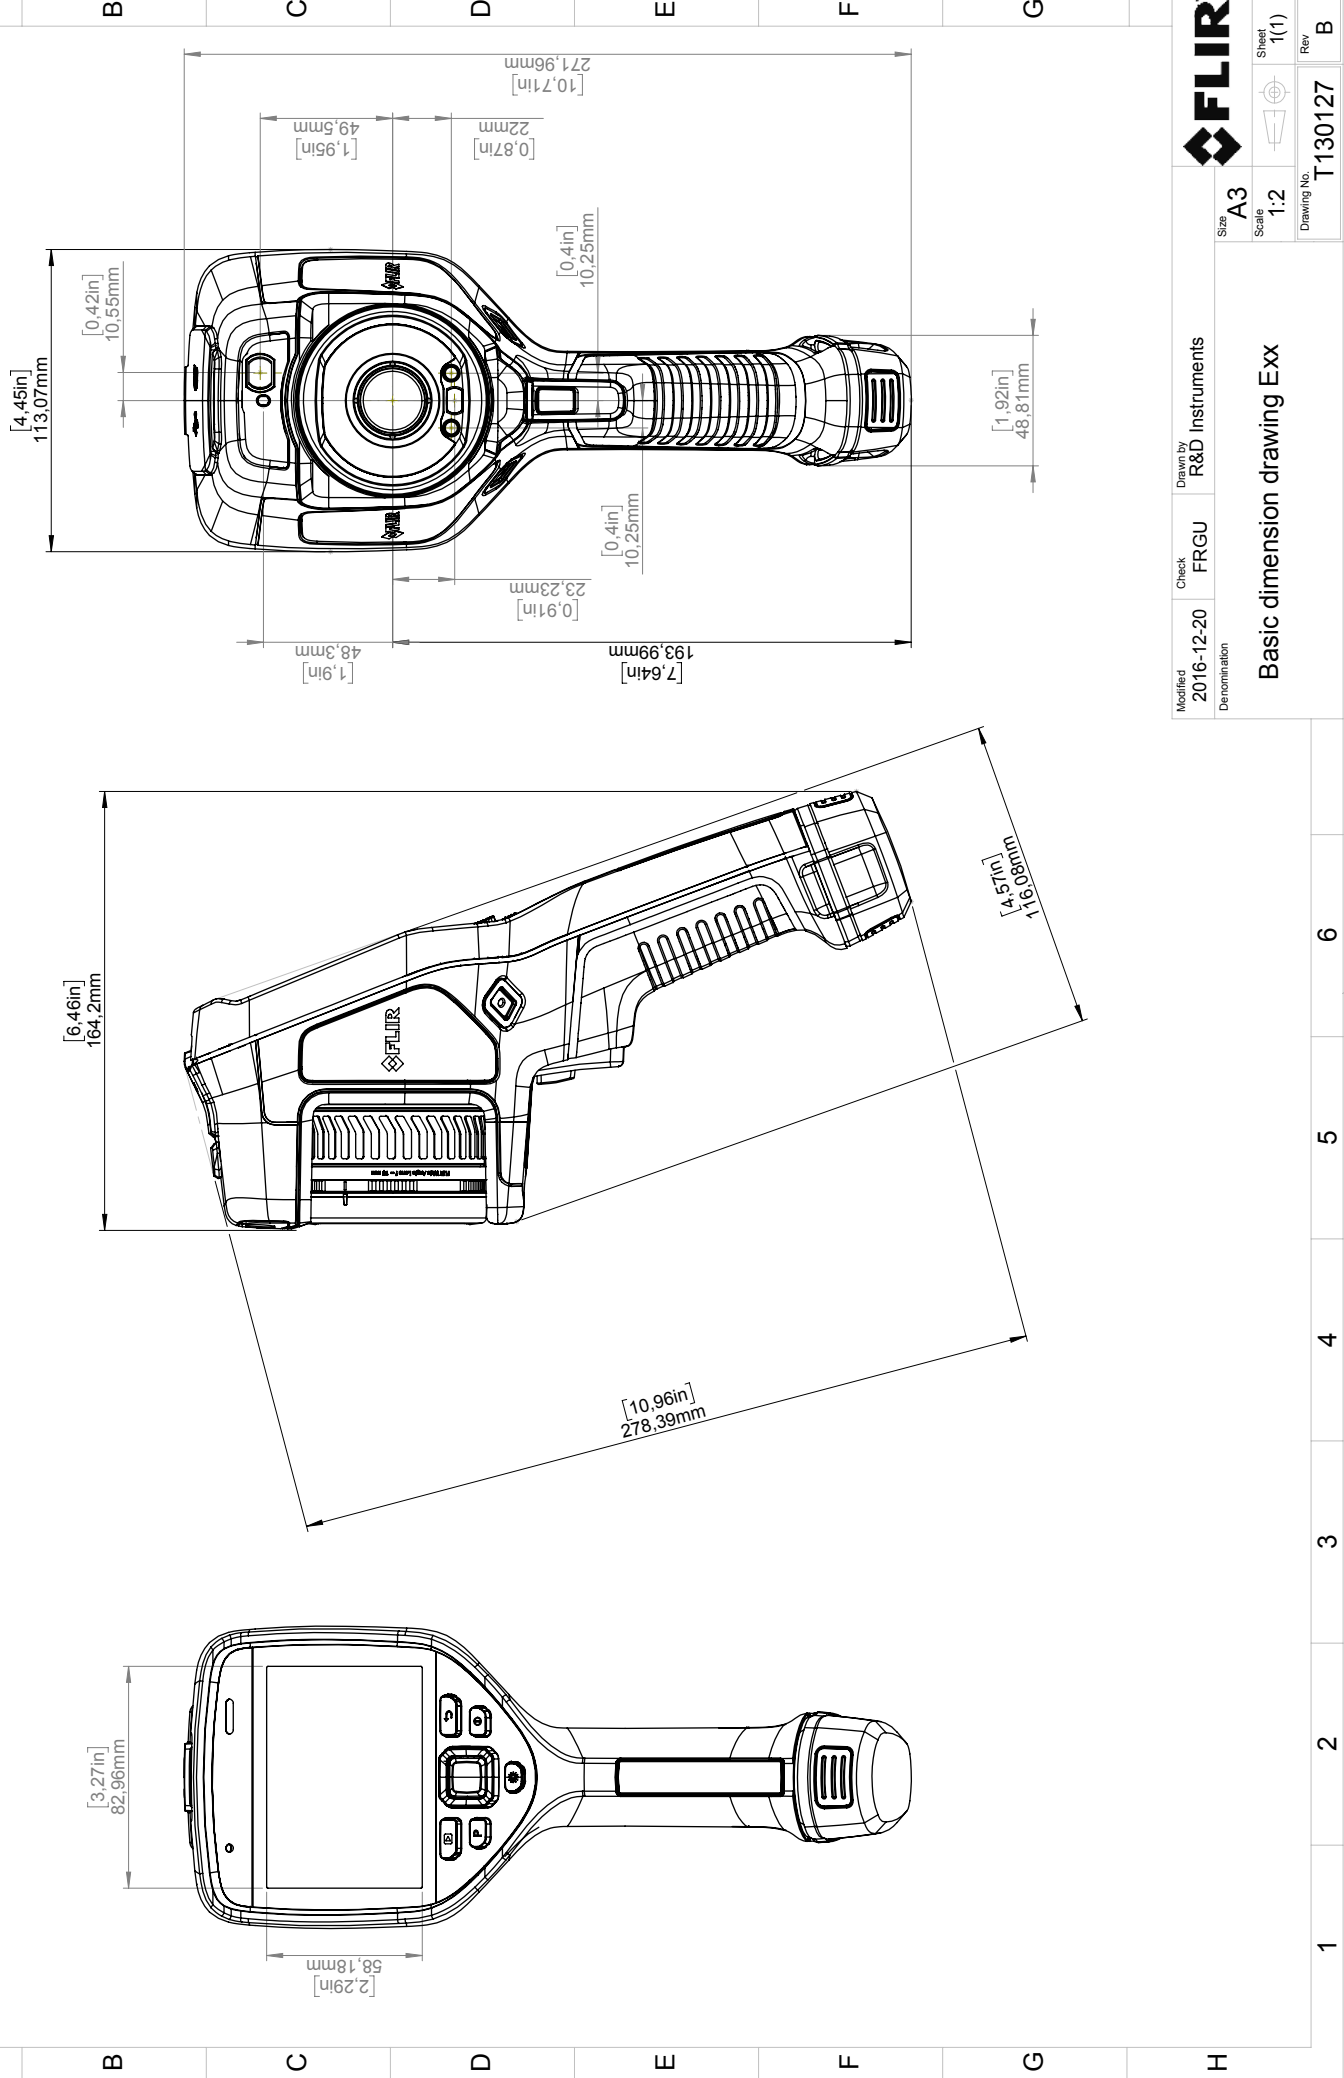 B
C
D
E
F
G
[4,45in]
113,07mm
[0,42in]
10,55mm
[1,95in]
49,5mm
[10,71in]
271,96mm
[0,87in]
22mm
[0,4in]
10,25mm
[0,4in]
10,25mm
[1,92in]
48,81mm
[0,91in]
23,23mm
[1,9in]
48,3mm
[7,64in]
193,99mm
FLIR
FLIR
[6,46in]
164,2mm
[4,57in]
116,08mm
[10,96in]
278,39mm
FLIR
[3,27in]
82,96mm
[2,29in]
58,18mm
P
Modified
2016-12-20
Check
FRGU
Drawn by
R&D Instruments
Denomination
Basic dimension drawing Exx
FLIR
Size
A3
Scale
1:2
Sheet
1(1)
Drawing No.
T130127
Rev
B
1
2
3
4
5
6
B
C
D
E
F
G
H